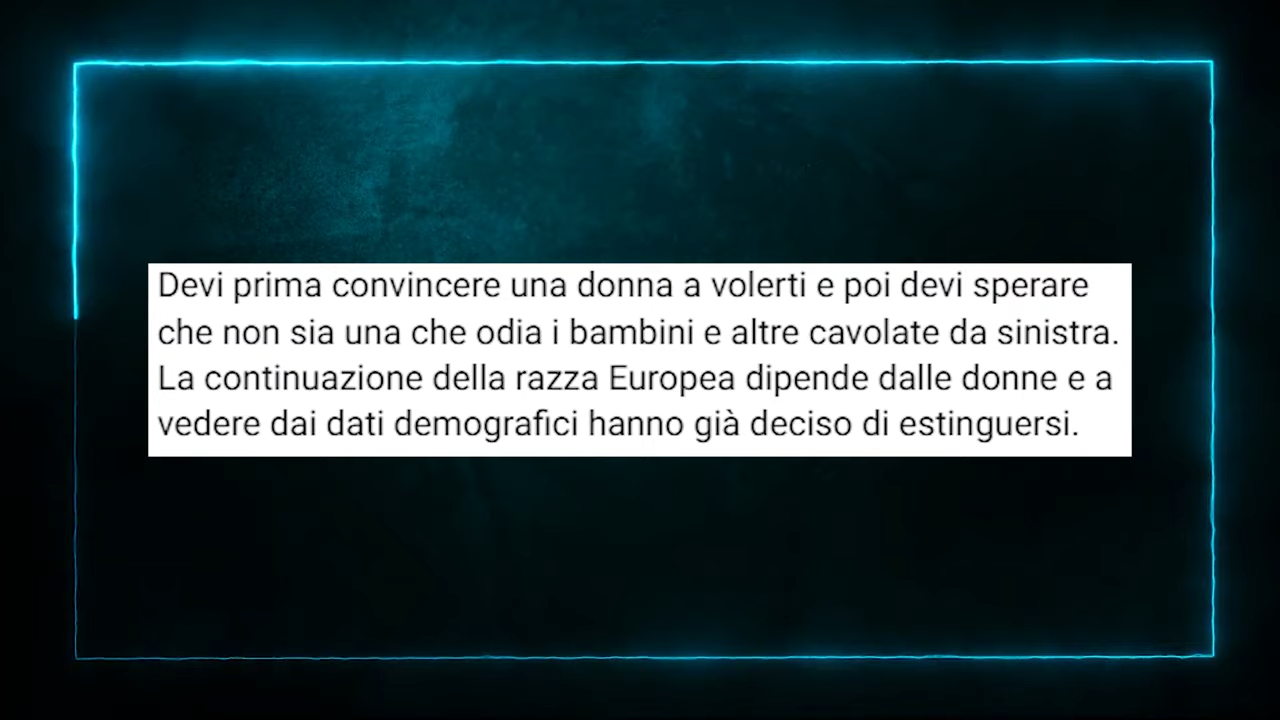 Devi prima convincere una donna a volerti e poi devi sperare
che non sia una che odia i bambini e altre cavolate da sinistra.
La continuazione della razza Europea dipende dalle donne e a
vedere dai dati demografici hanno già deciso di estinguersi.